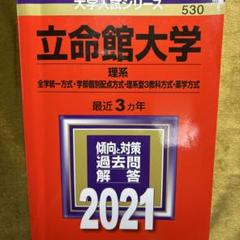 大学入試シリーズ
530
立命館大学
理系
全学統一方式・学部個別配点方式・理系型3教科方式・薬学方式
最近3カ年
傾向と対策
過去問
解答
2021